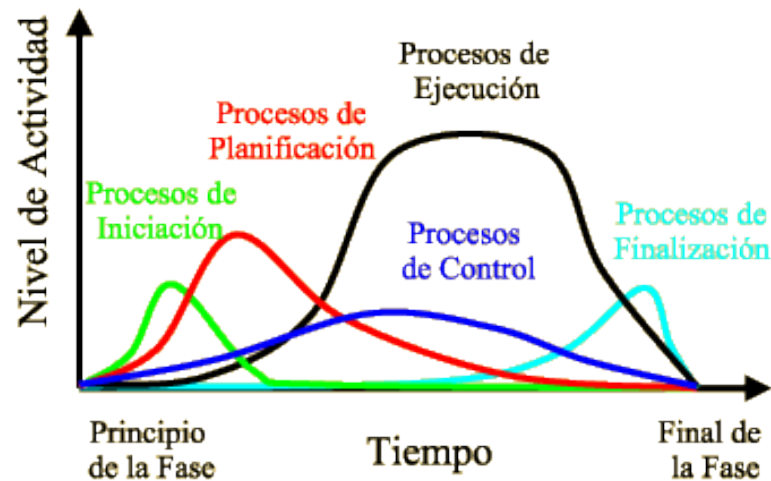 Nivel de Actividad
Procesos de
Ejecución
Procesos de
Planificación
Procesos de
Iniciación
Procesos
de Control
Procesos de
Finalización
Principio
de la Fase
Tiempo
Final de
la Fase